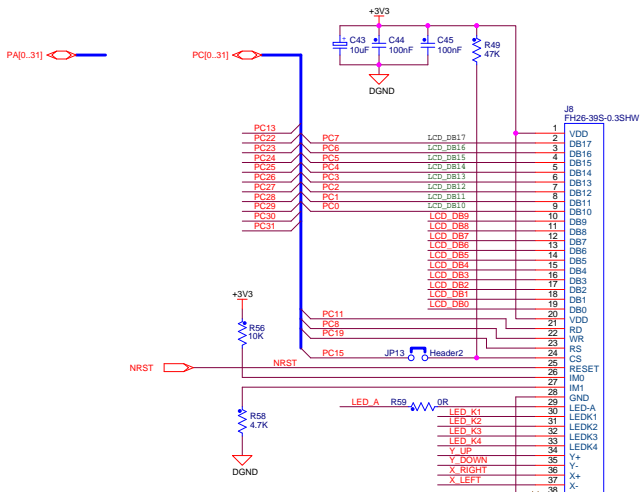 +3V3
PA[0..31]
PC[0..31]
C43
10uF
C44
100nF
C45
100nF
R49
47K
DGND
J8
FH26-39S-0.3SHW
PC13
PC22
PC23
PC24
PC25
PC26
PC27
PC28
PC29
PC30
PC31
PC7 LCD_DB17
PC6 LCD_DB16
PC5 LCD_DB15
PC4 LCD_DB14
PC3 LCD_DB13
PC2 LCD_DB12
PC1 LCD_DB11
PC0 LCD_DB10
LCD_DB9
LCD_DB8
LCD_DB7
LCD_DB6
LCD_DB5
LCD_DB4
LCD_DB3
LCD_DB2
LCD_DB1
LCD_DB0
1 VDD
2 DB17
3 DB16
4 DB15
5 DB14
6 DB13
7 DB12
8 DB11
9 DB10
10 DB9
11 DB8
12 DB7
13 DB6
14 DB5
15 DB4
16 DB3
17 DB2
18 DB1
19 DB0
20 VDD
21 RD
22 WR
23 RS
24 CS
25 RESET
26 IM0
27 IM1
28 GND
29 LED-A
30 LEDK1
31 LEDK2
32 LEDK3
33 LEDK4
34 Y+
35 Y-
36 X+
37 X-
38
+3V3
R56
10K
PC11
PC8
PC19
PC15 JP13 Header2
NRST NRST
LED_A R59 0R
R58
4.7K
DGND
LED_K1
LED_K2
LED_K3
LED_K4
Y_UP
Y_DOWN
X_RIGHT
X_LEFT